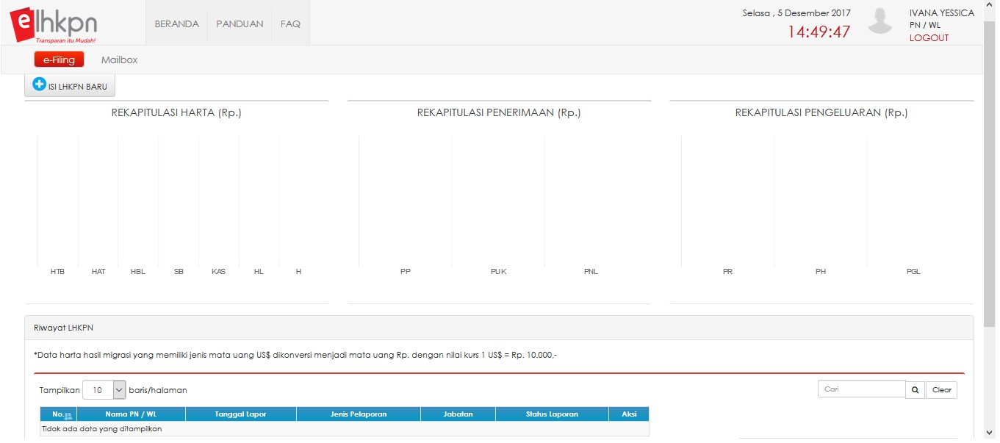 elhkpn
Transparan itu Mudah!
BERANDA PANDUAN FAQ
Selasa , 5 Desember 2017
14:49:47
IVANA YESSICA
PN / WL
LOGOUT
e-Filing Mailbox
ISI LHKPN BARU
REKAPITULASI HARTA (Rp.)
HTB HAT HBL SB KAS HL H
REKAPITULASI PENERIMAAN (Rp.)
PP PUK PNL
REKAPITULASI PENGELUARAN (Rp.)
PR PH PGL
Riwayat LHKPN
*Data harta hasil migrasi yang memiliki jenis mata uang US$ dikonversi menjadi mata uang Rp. dengan nilai kurs 1 US$ = Rp. 10.000,-
Tampilkan 10 baris/halaman
Cari Clear
No. Nama PN / WL Tanggal Lapor Jenis Pelaporan Jabatan Status Laporan Aksi
Tidak ada data yang ditampilkan